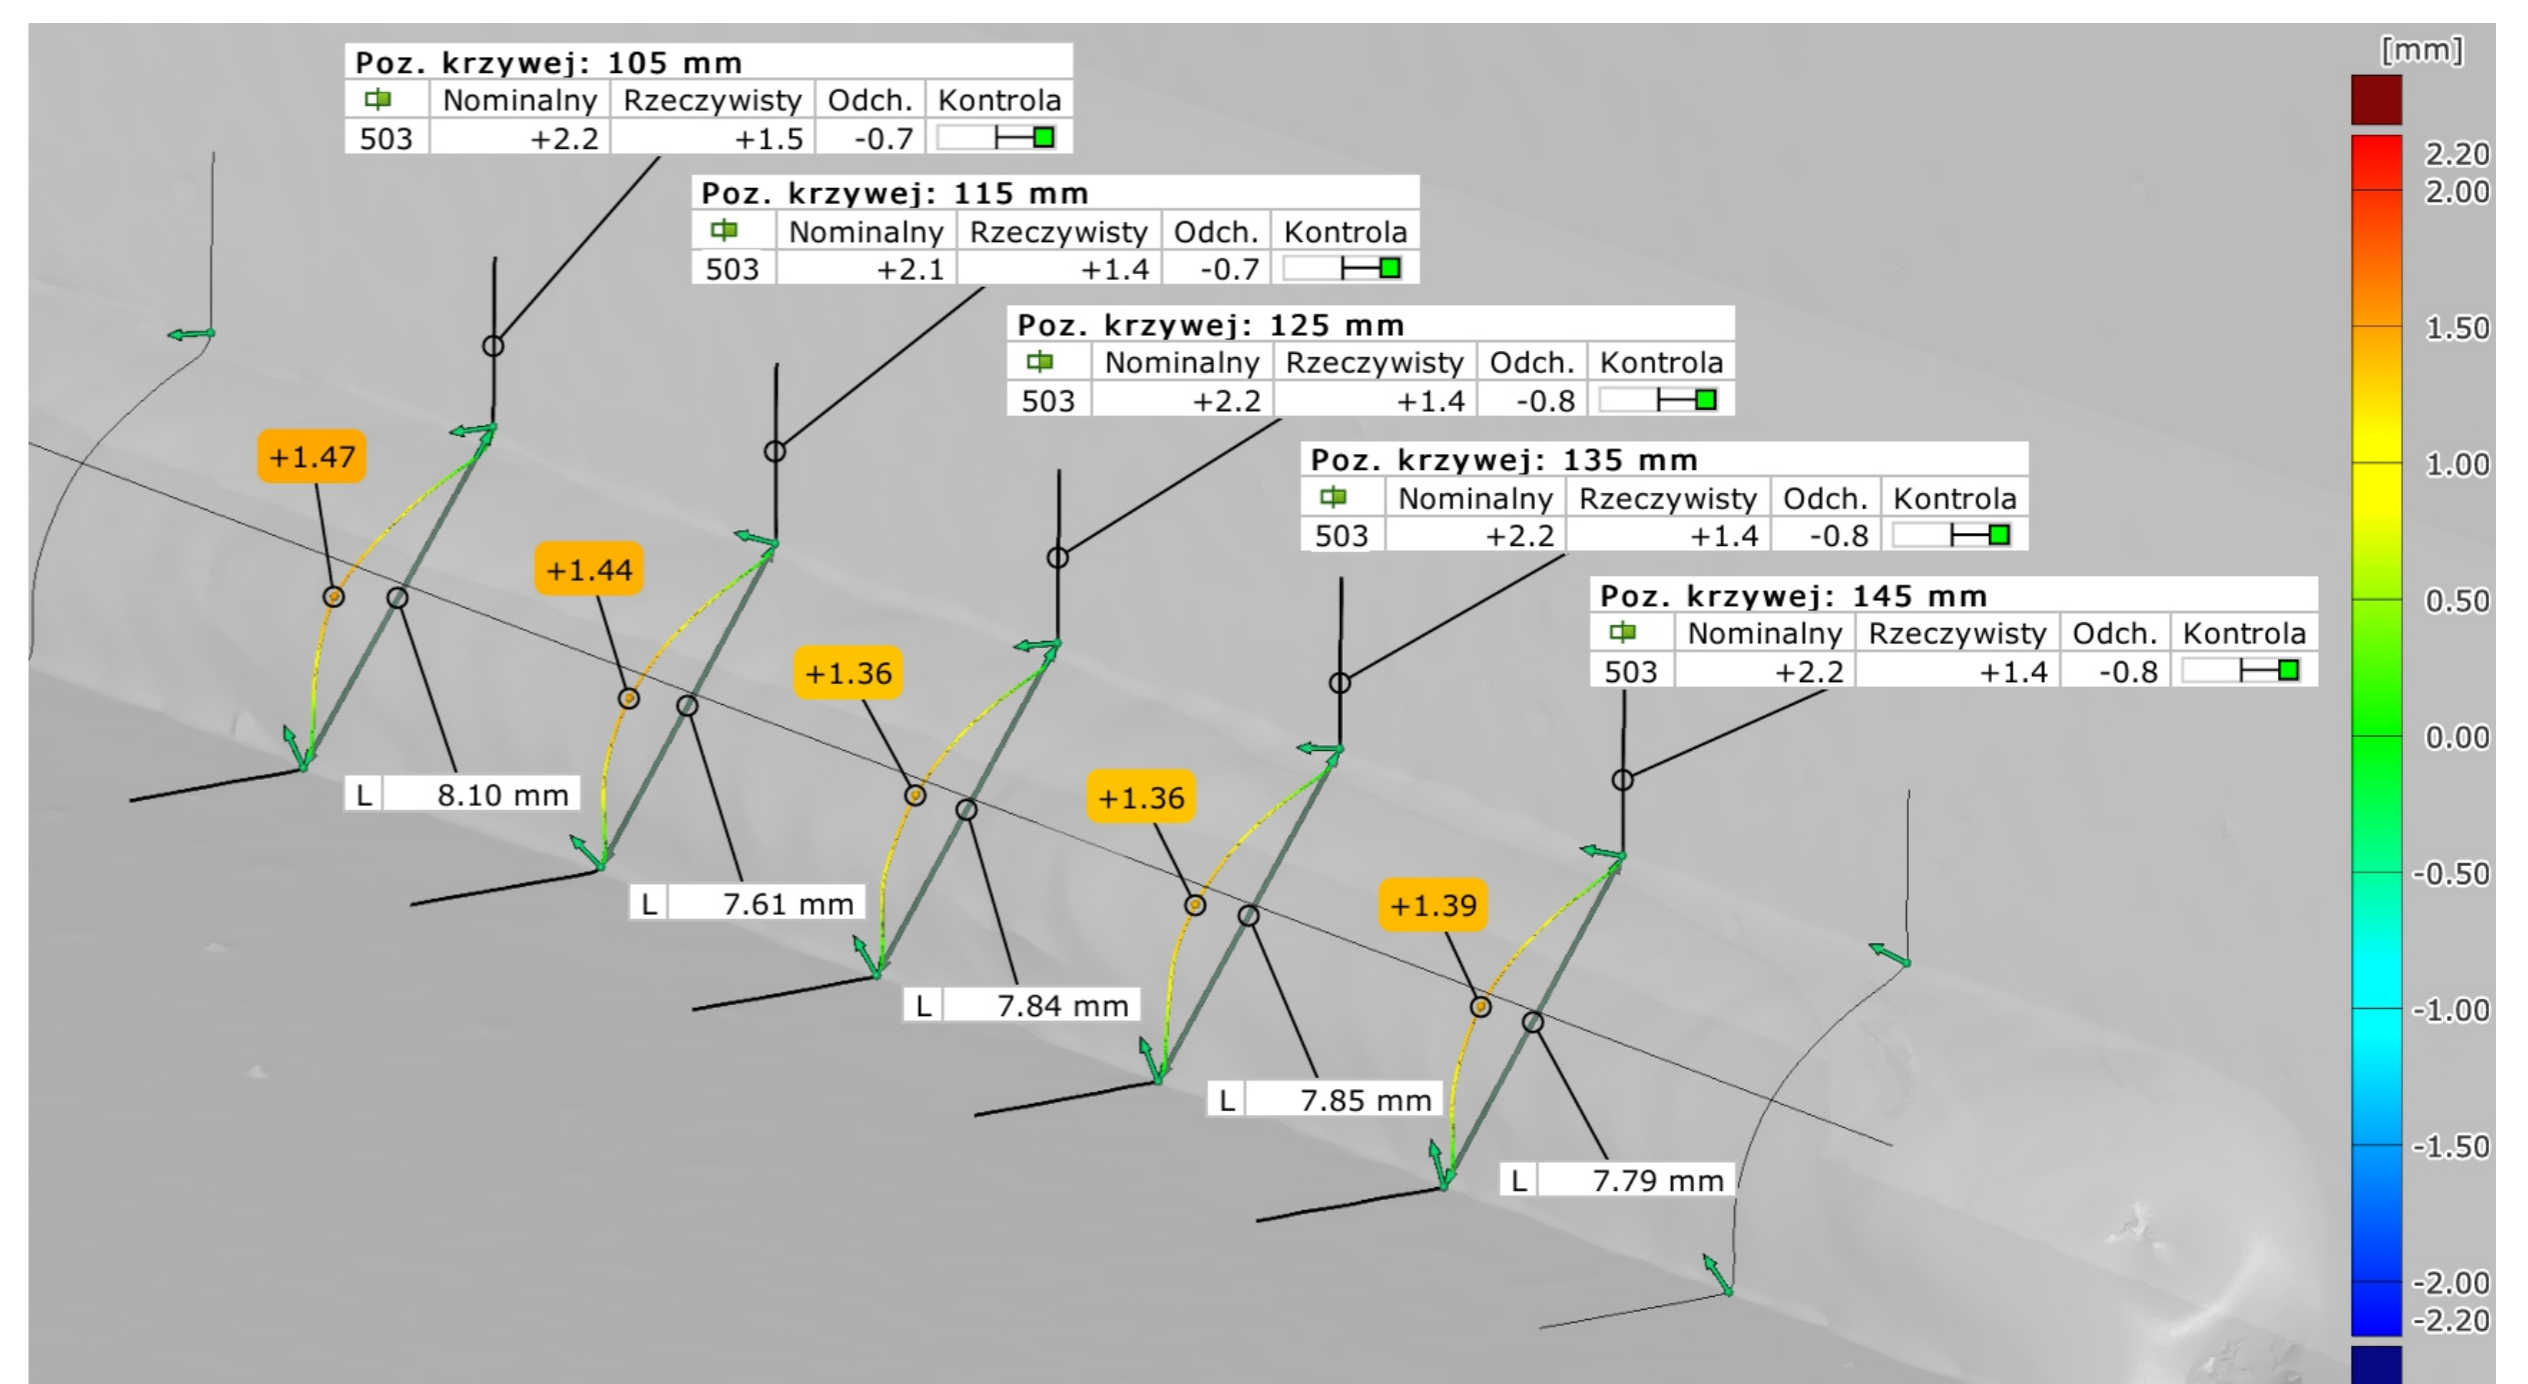 [mm]
Poz. krzywej: 105 mm
Nominalny Rzeczywisty Odch. Kontrola
503 +2.2 +1.5 -0.7
Poz. krzywej: 115 mm
Nominalny Rzeczywisty Odch. Kontrola
503 +2.1 +1.4 -0.7
Poz. krzywej: 125 mm
Nominalny Rzeczywisty Odch. Kontrola
503 +2.2 +1.4 -0.8
Poz. krzywej: 135 mm
Nominalny Rzeczywisty Odch. Kontrola
503 +2.2 +1.4 -0.8
Poz. krzywej: 145 mm
Nominalny Rzeczywisty Odch. Kontrola
503 +2.2 +1.4 -0.8
+1.47
+1.44
+1.36
+1.36
+1.39
L 8.10 mm
L 7.61 mm
L 7.84 mm
L 7.85 mm
L 7.79 mm
2.20
2.00
1.50
1.00
0.50
0.00
-0.50
-1.00
-1.50
-2.00
-2.20